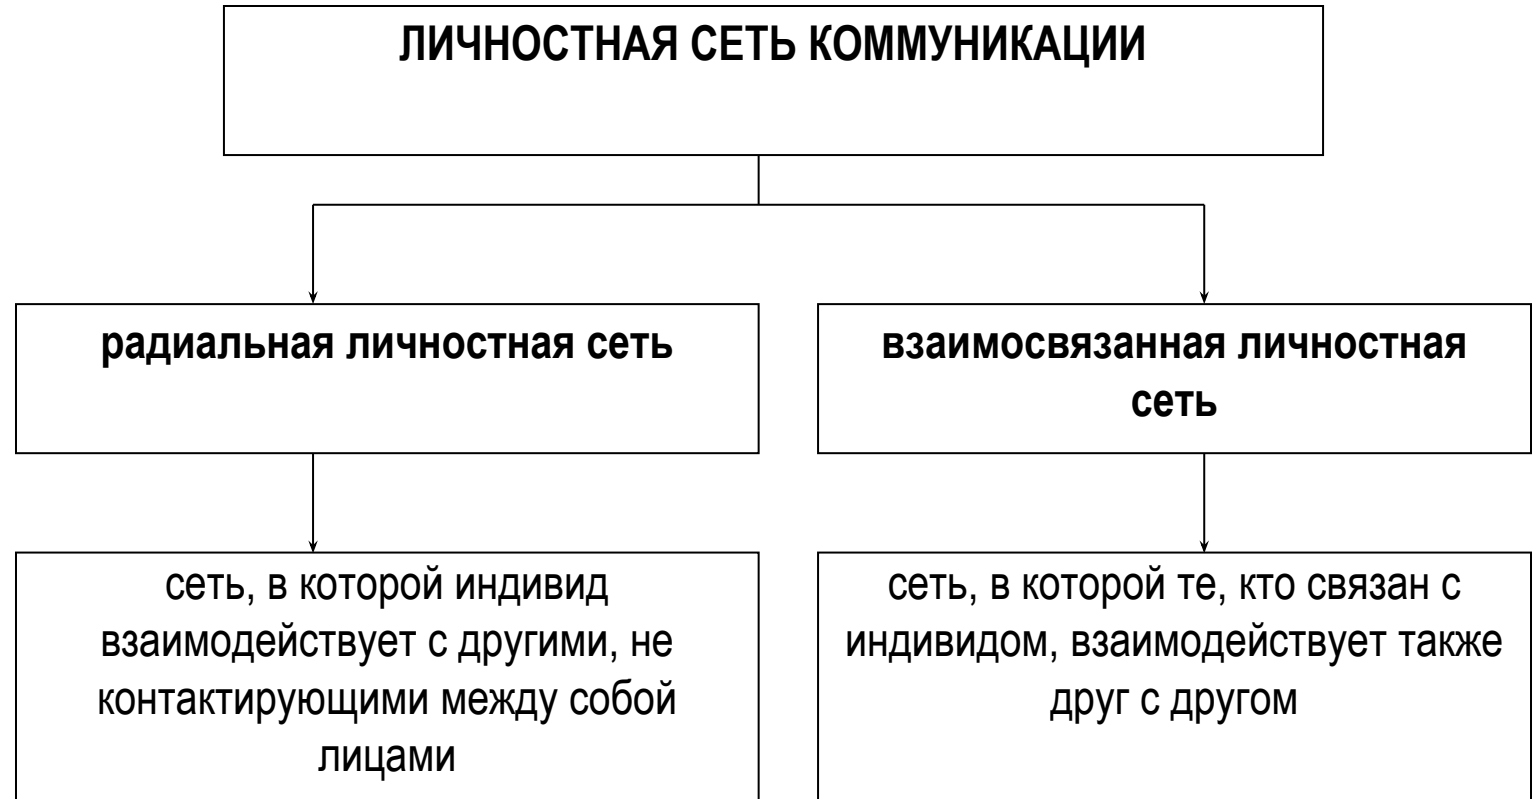 ЛИЧНОСТНАЯ СЕТЬ КОММУНИКАЦИИ
радиальная личностная сеть
взаимосвязанная личностная
сеть
сеть, в которой индивид
взаимодействует с другими, не
контактирующими между собой
лицами
сеть, в которой те, кто связан с
индивидом, взаимодействует также
друг с другом